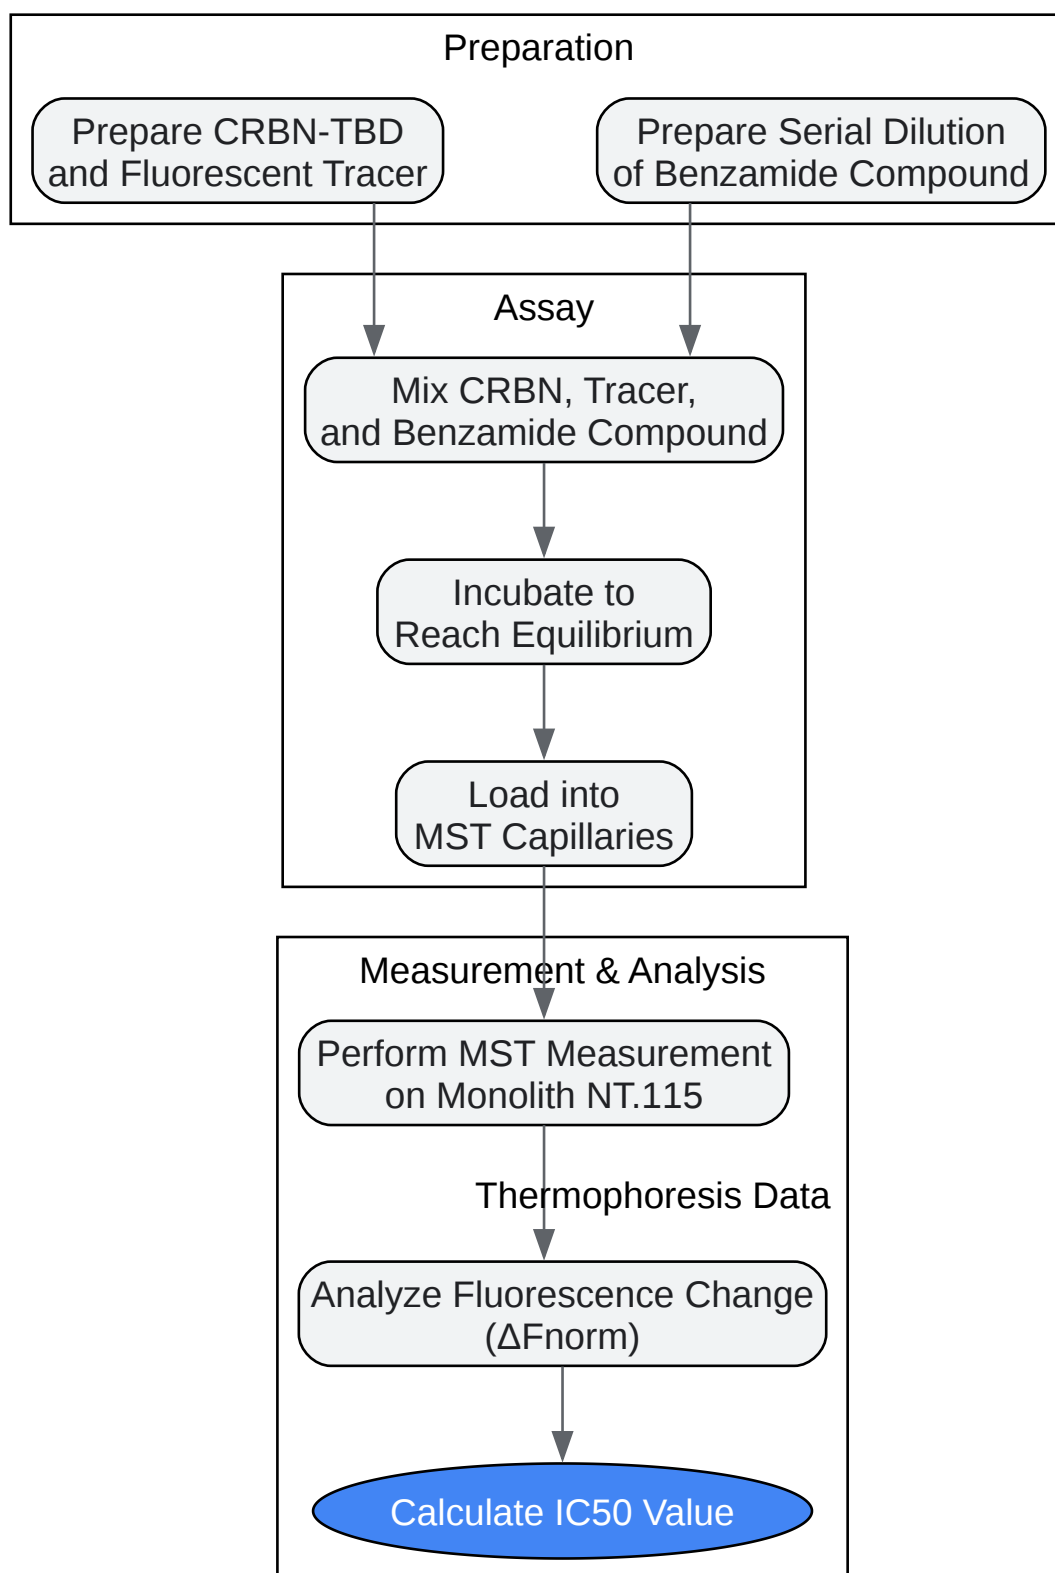 Preparation
Prepare CRBN-TBD
and Fluorescent Tracer
Prepare Serial Dilution
of Benzamide Compound
Assay
Mix CRBN, Tracer,
and Benzamide Compound
Incubate to
Reach Equilibrium
Load into
MST Capillaries
Measurement & Analysis
Perform MST Measurement
on Monolith NT.115
Thermophoresis Data
Analyze Fluorescence Change
(ΔFnorm)
Calculate IC50 Value